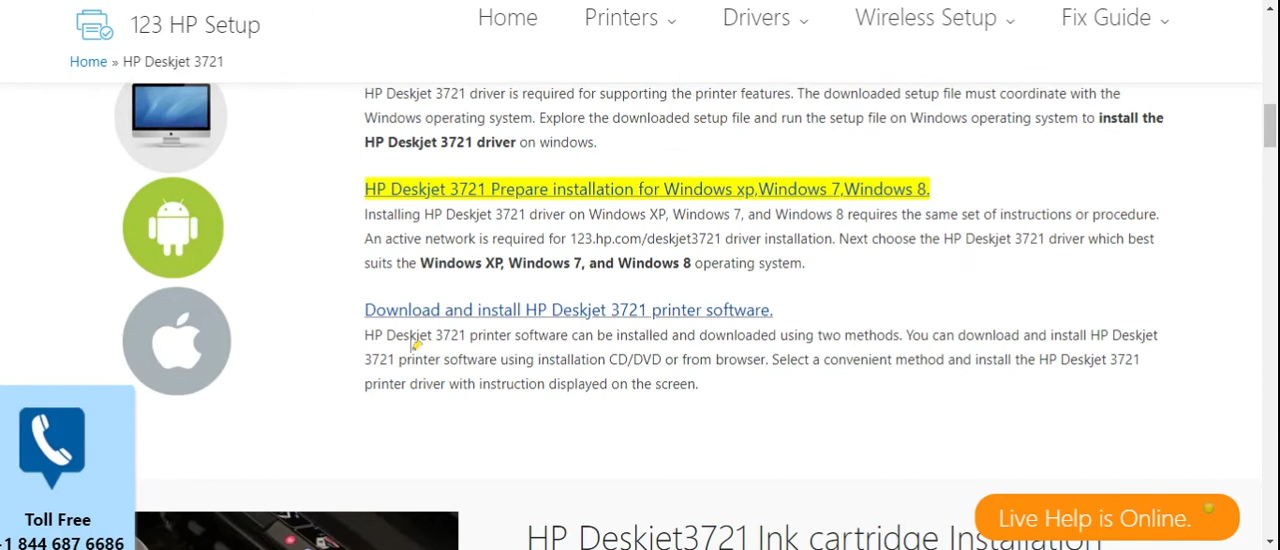 123 HP Setup
Home Printers Drivers Wireless Setup Fix Guide
Home » HP Deskjet 3721
HP Deskjet 3721 driver is required for supporting the printer features. The downloaded setup file must coordinate with the
Windows operating system. Explore the downloaded setup file and run the setup file on Windows operating system to install the
HP Deskjet 3721 driver on windows.
HP Deskjet 3721 Prepare installation for Windows xp,Windows 7,Windows 8.
Installing HP Deskjet 3721 driver on Windows XP, Windows 7, and Windows 8 requires the same set of instructions or procedure.
An active network is required for 123.hp.com/deskjet3721 driver installation. Next choose the HP Deskjet 3721 driver which best
suits the Windows XP, Windows 7, and Windows 8 operating system.
Download and install HP Deskjet 3721 printer software.
HP Deskjet 3721 printer software can be installed and downloaded using two methods. You can download and install HP Deskjet
3721 printer software using installation CD/DVD or from browser. Select a convenient method and install the HP Deskjet 3721
printer driver with instruction displayed on the screen.
Toll Free
+1 844 687 6686
Live Help is Online.
HP Deskjet3721 Ink cartridge Installation